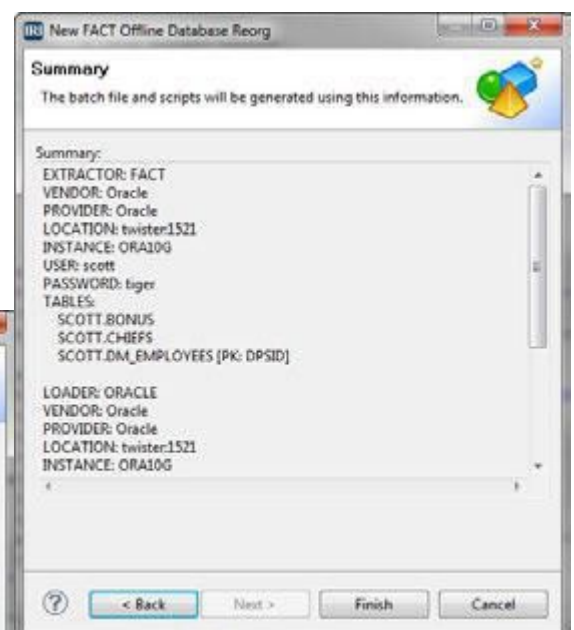 IRI New FACT Offline Database Reorg
Summary
The batch file and scripts will be generated using this information.
Summary:
EXTRACTOR: FACT
VENDOR: Oracle
PROVIDER: Oracle
LOCATION: twister:1521
INSTANCE: ORA10G
USER: scott
PASSWORD: tiger
TABLES:
SCOTT.BONUS
SCOTT.CHIEFS
SCOTT.DM_EMPLOYEES [PK: DPSID]
LOADER: ORACLE
VENDOR: Oracle
PROVIDER: Oracle
LOCATION: twister:1521
INSTANCE: ORA10G
? < Back Next > Finish Cancel